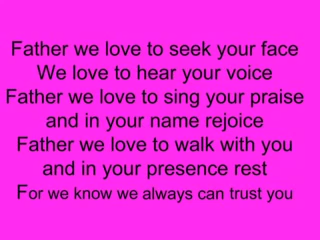 Father we love to seek your face
We love to hear your voice
Father we love to sing your praise
and in your name rejoice
Father we love to walk with you
and in your presence rest
For we know we always can trust you